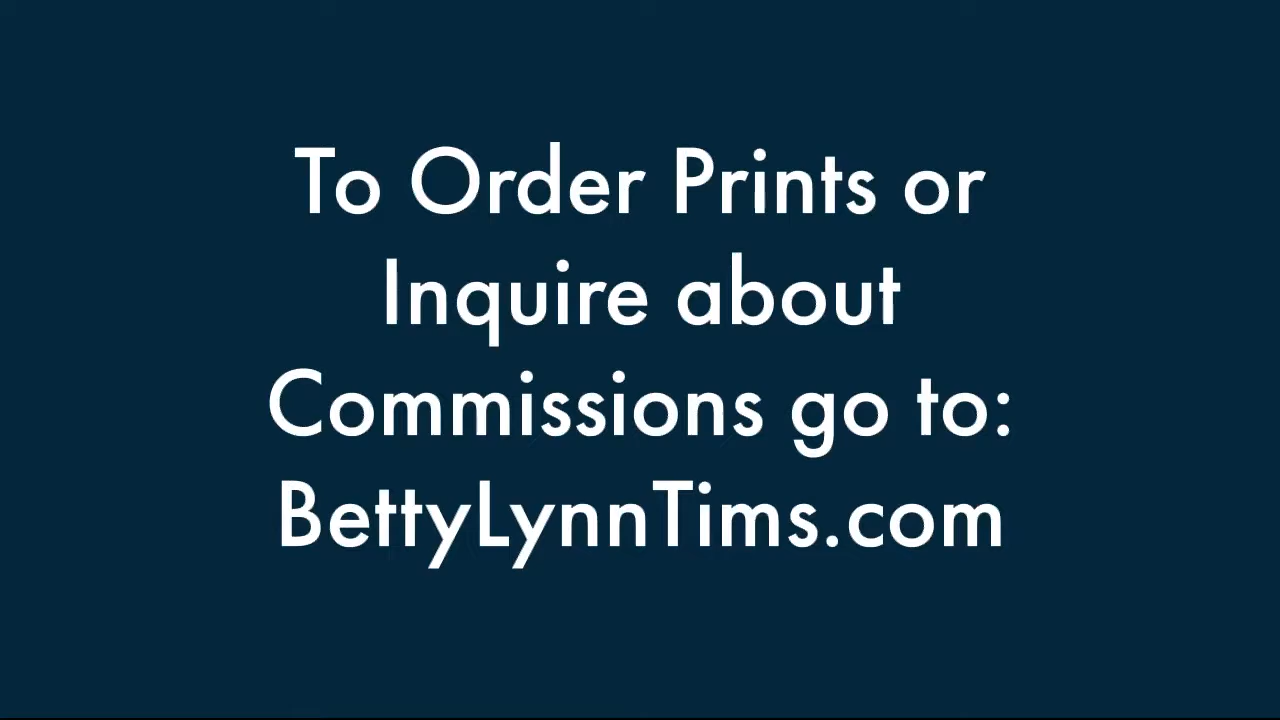 To Order Prints or
Inquire about
Commissions go to:
BettyLynnTims.com